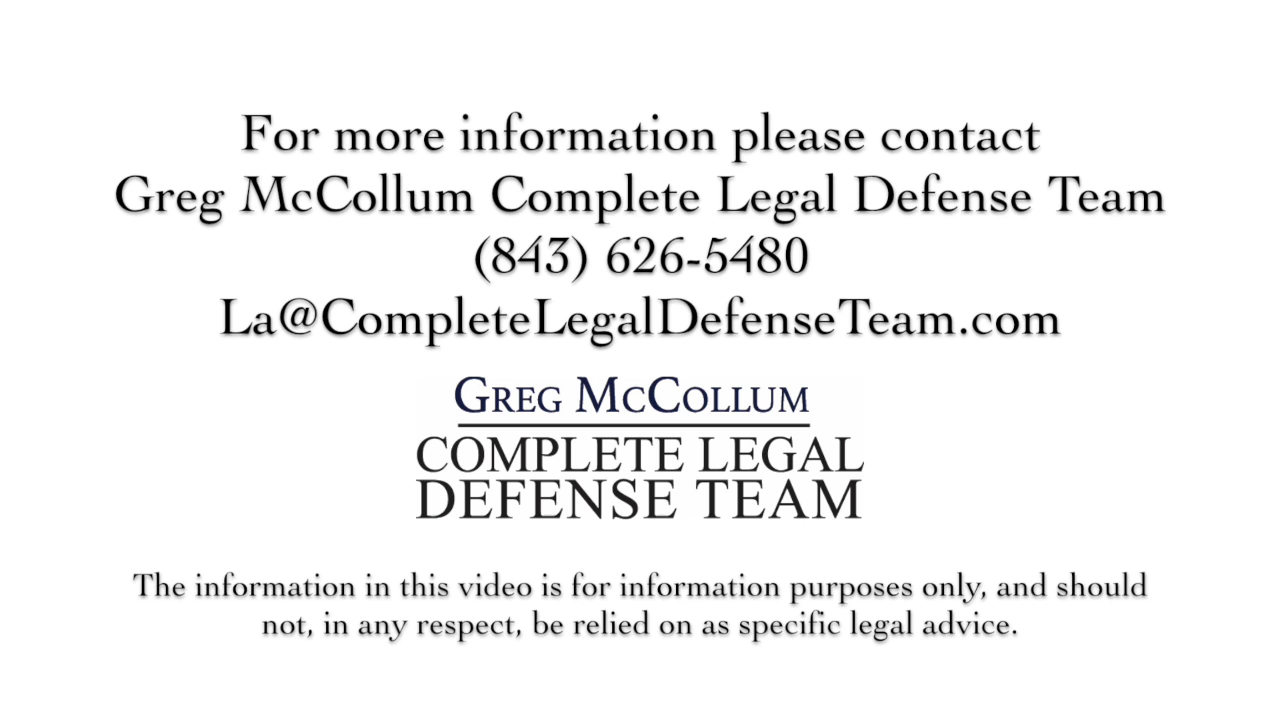 For more information please contact
Greg McCollum Complete Legal Defense Team
(843) 626-5480
La@CompleteLegalDefenseTeam.com
GREG MCCOLLUM
COMPLETE LEGAL
DEFENSE TEAM
The information in this video is for information purposes only, and should
not, in any respect, be relied on as specific legal advice.